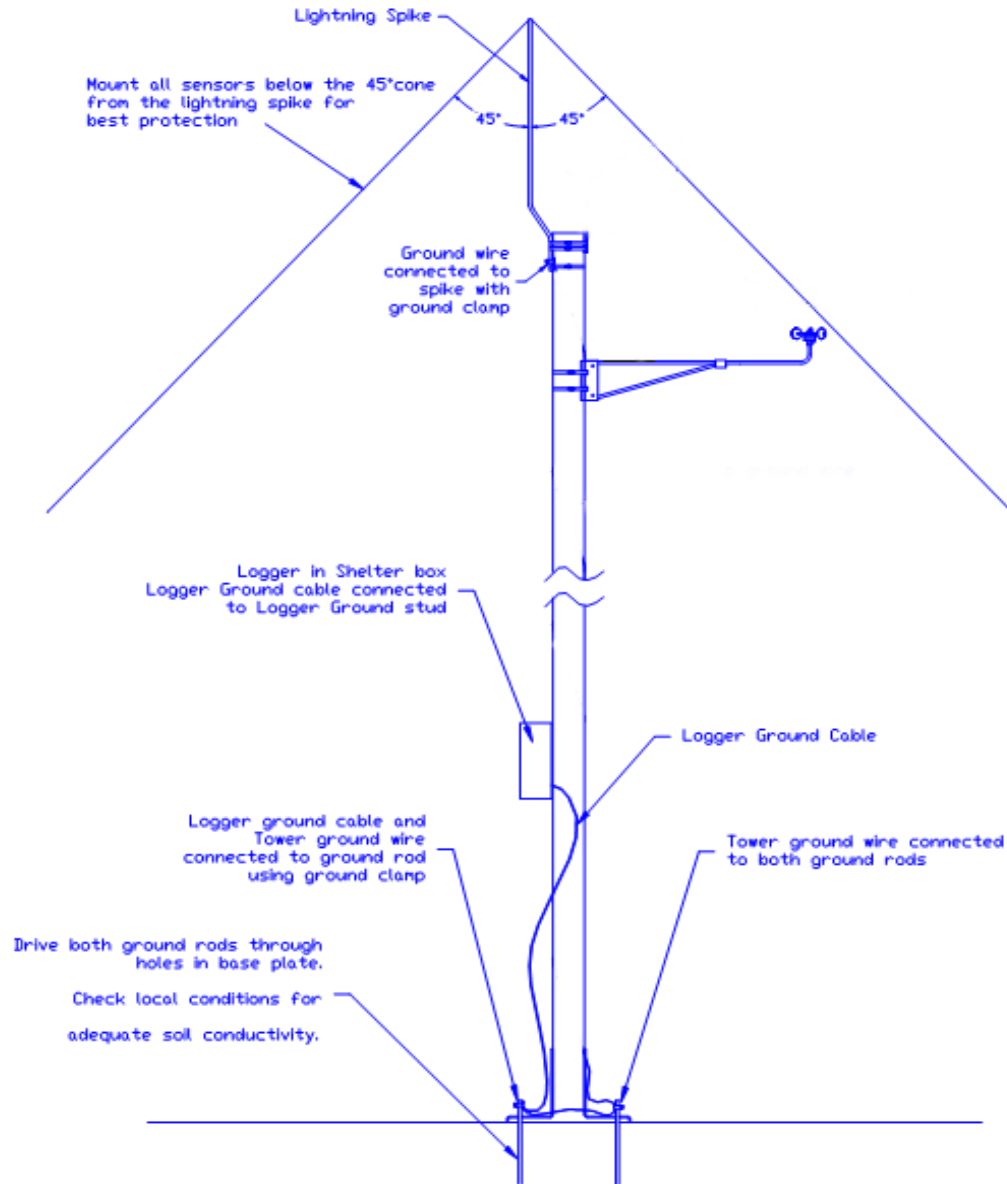 Lightning Spike
Mount all sensors below the 45°cone
from the lightning spike for
best protection
45°
45°
Ground wire
connected to
spike with
ground clamp
Logger in Shelter box
Logger Ground cable connected
to Logger Ground stud
Logger Ground Cable
Logger ground cable and
Tower ground wire
connected to ground rod
using ground clamp
Tower ground wire connected
to both ground rods
Drive both ground rods through
holes in base plate.
Check local conditions for
adequate soil conductivity.